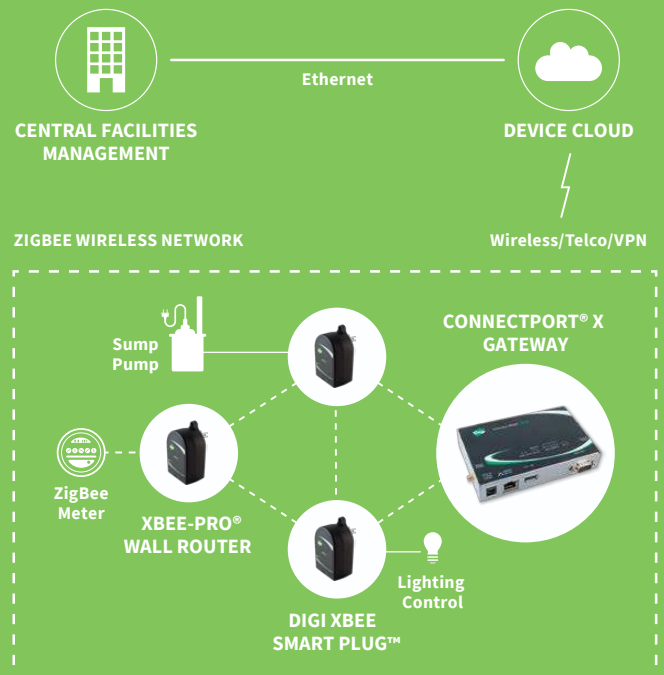 Ethernet
CENTRAL FACILITIES
MANAGEMENT
DEVICE CLOUD
ZIGBEE WIRELESS NETWORK
Wireless/Telco/VPN
Sump
Pump
CONNECTPORT® X
GATEWAY
ZigBee
Meter
XBEE-PRO®
WALL ROUTER
Lighting
Control
DIGI XBEE
SMART PLUG™